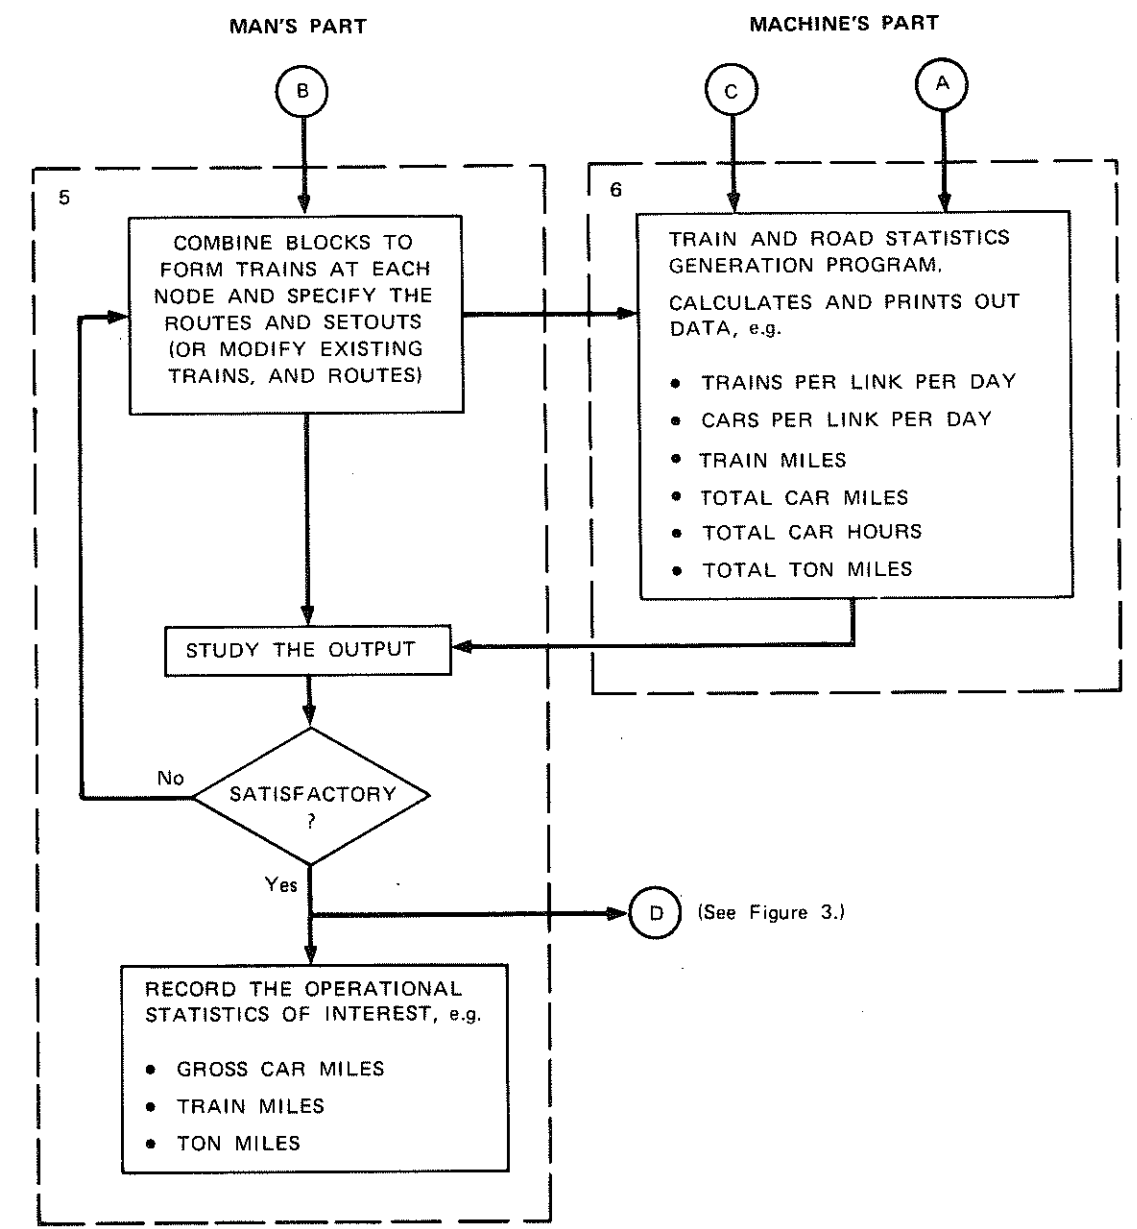 MAN'S PART
B
5
COMBINE BLOCKS TO
FORM TRAINS AT EACH
NODE AND SPECIFY THE
ROUTES AND SETOUTS
(OR MODIFY EXISTING
TRAINS, AND ROUTES)
STUDY THE OUTPUT
SATISFACTORY
?
No
Yes
D (See Figure 3.)
RECORD THE OPERATIONAL
STATISTICS OF INTEREST, e.g.
• GROSS CAR MILES
• TRAIN MILES
• TON MILES
MACHINE'S PART
C
A
6
TRAIN AND ROAD STATISTICS
GENERATION PROGRAM.
CALCULATES AND PRINTS OUT
DATA, e.g.
• TRAINS PER LINK PER DAY
• CARS PER LINK PER DAY
• TRAIN MILES
• TOTAL CAR MILES
• TOTAL CAR HOURS
• TOTAL TON MILES